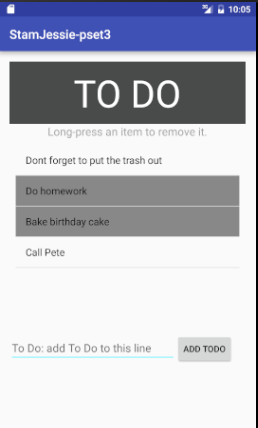 3G 10:05
StamJessie-pset3
TO DO
Long-press an item to remove it.
Dont forget to put the trash out
Do homework
Bake birthday cake
Call Pete
To Do: add To Do to this line
ADD TODO